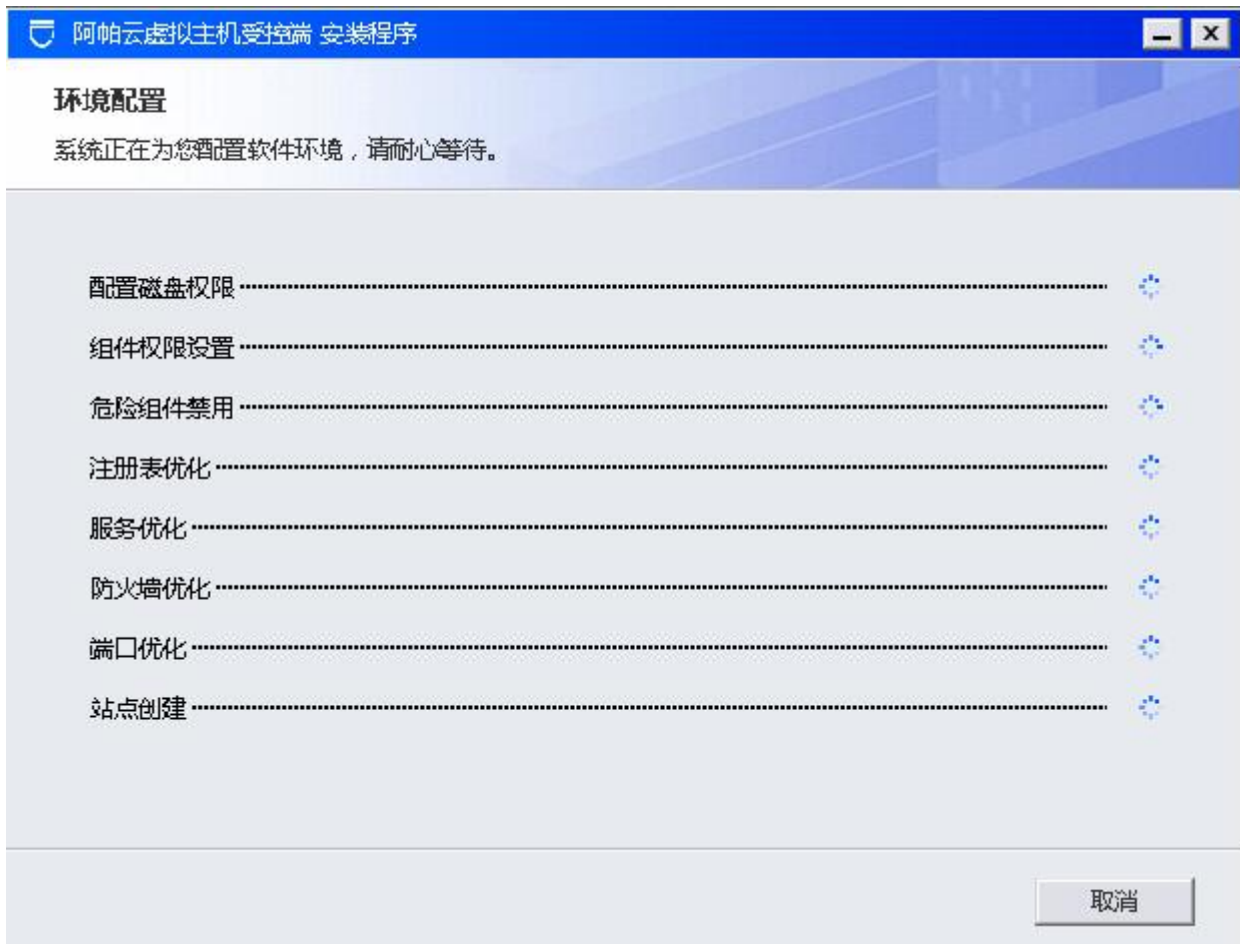 阿帕云虚拟主机受控端 安装程序
环境配置
系统正在为您配置软件环境，请耐心等待。
配置磁盘权限
组件权限设置
危险组件禁用
注册表优化
服务优化
防火墙优化
端口优化
站点创建
取消